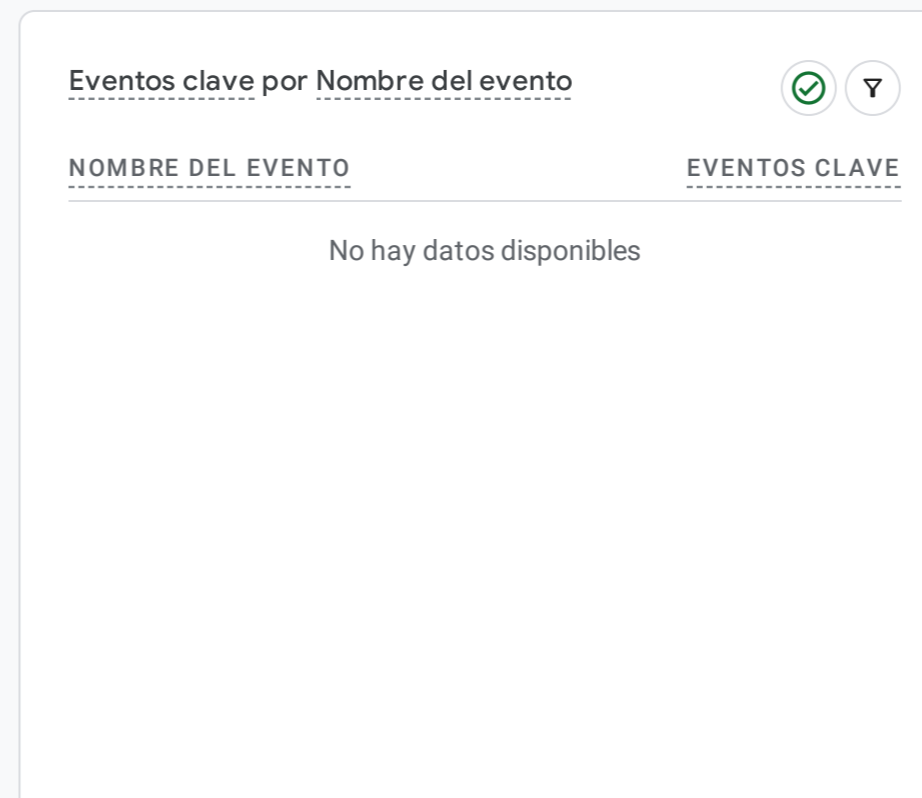 Eventos clave por Nombre del evento
NOMBRE DEL EVENTO EVENTOS CLAVE
No hay datos disponibles